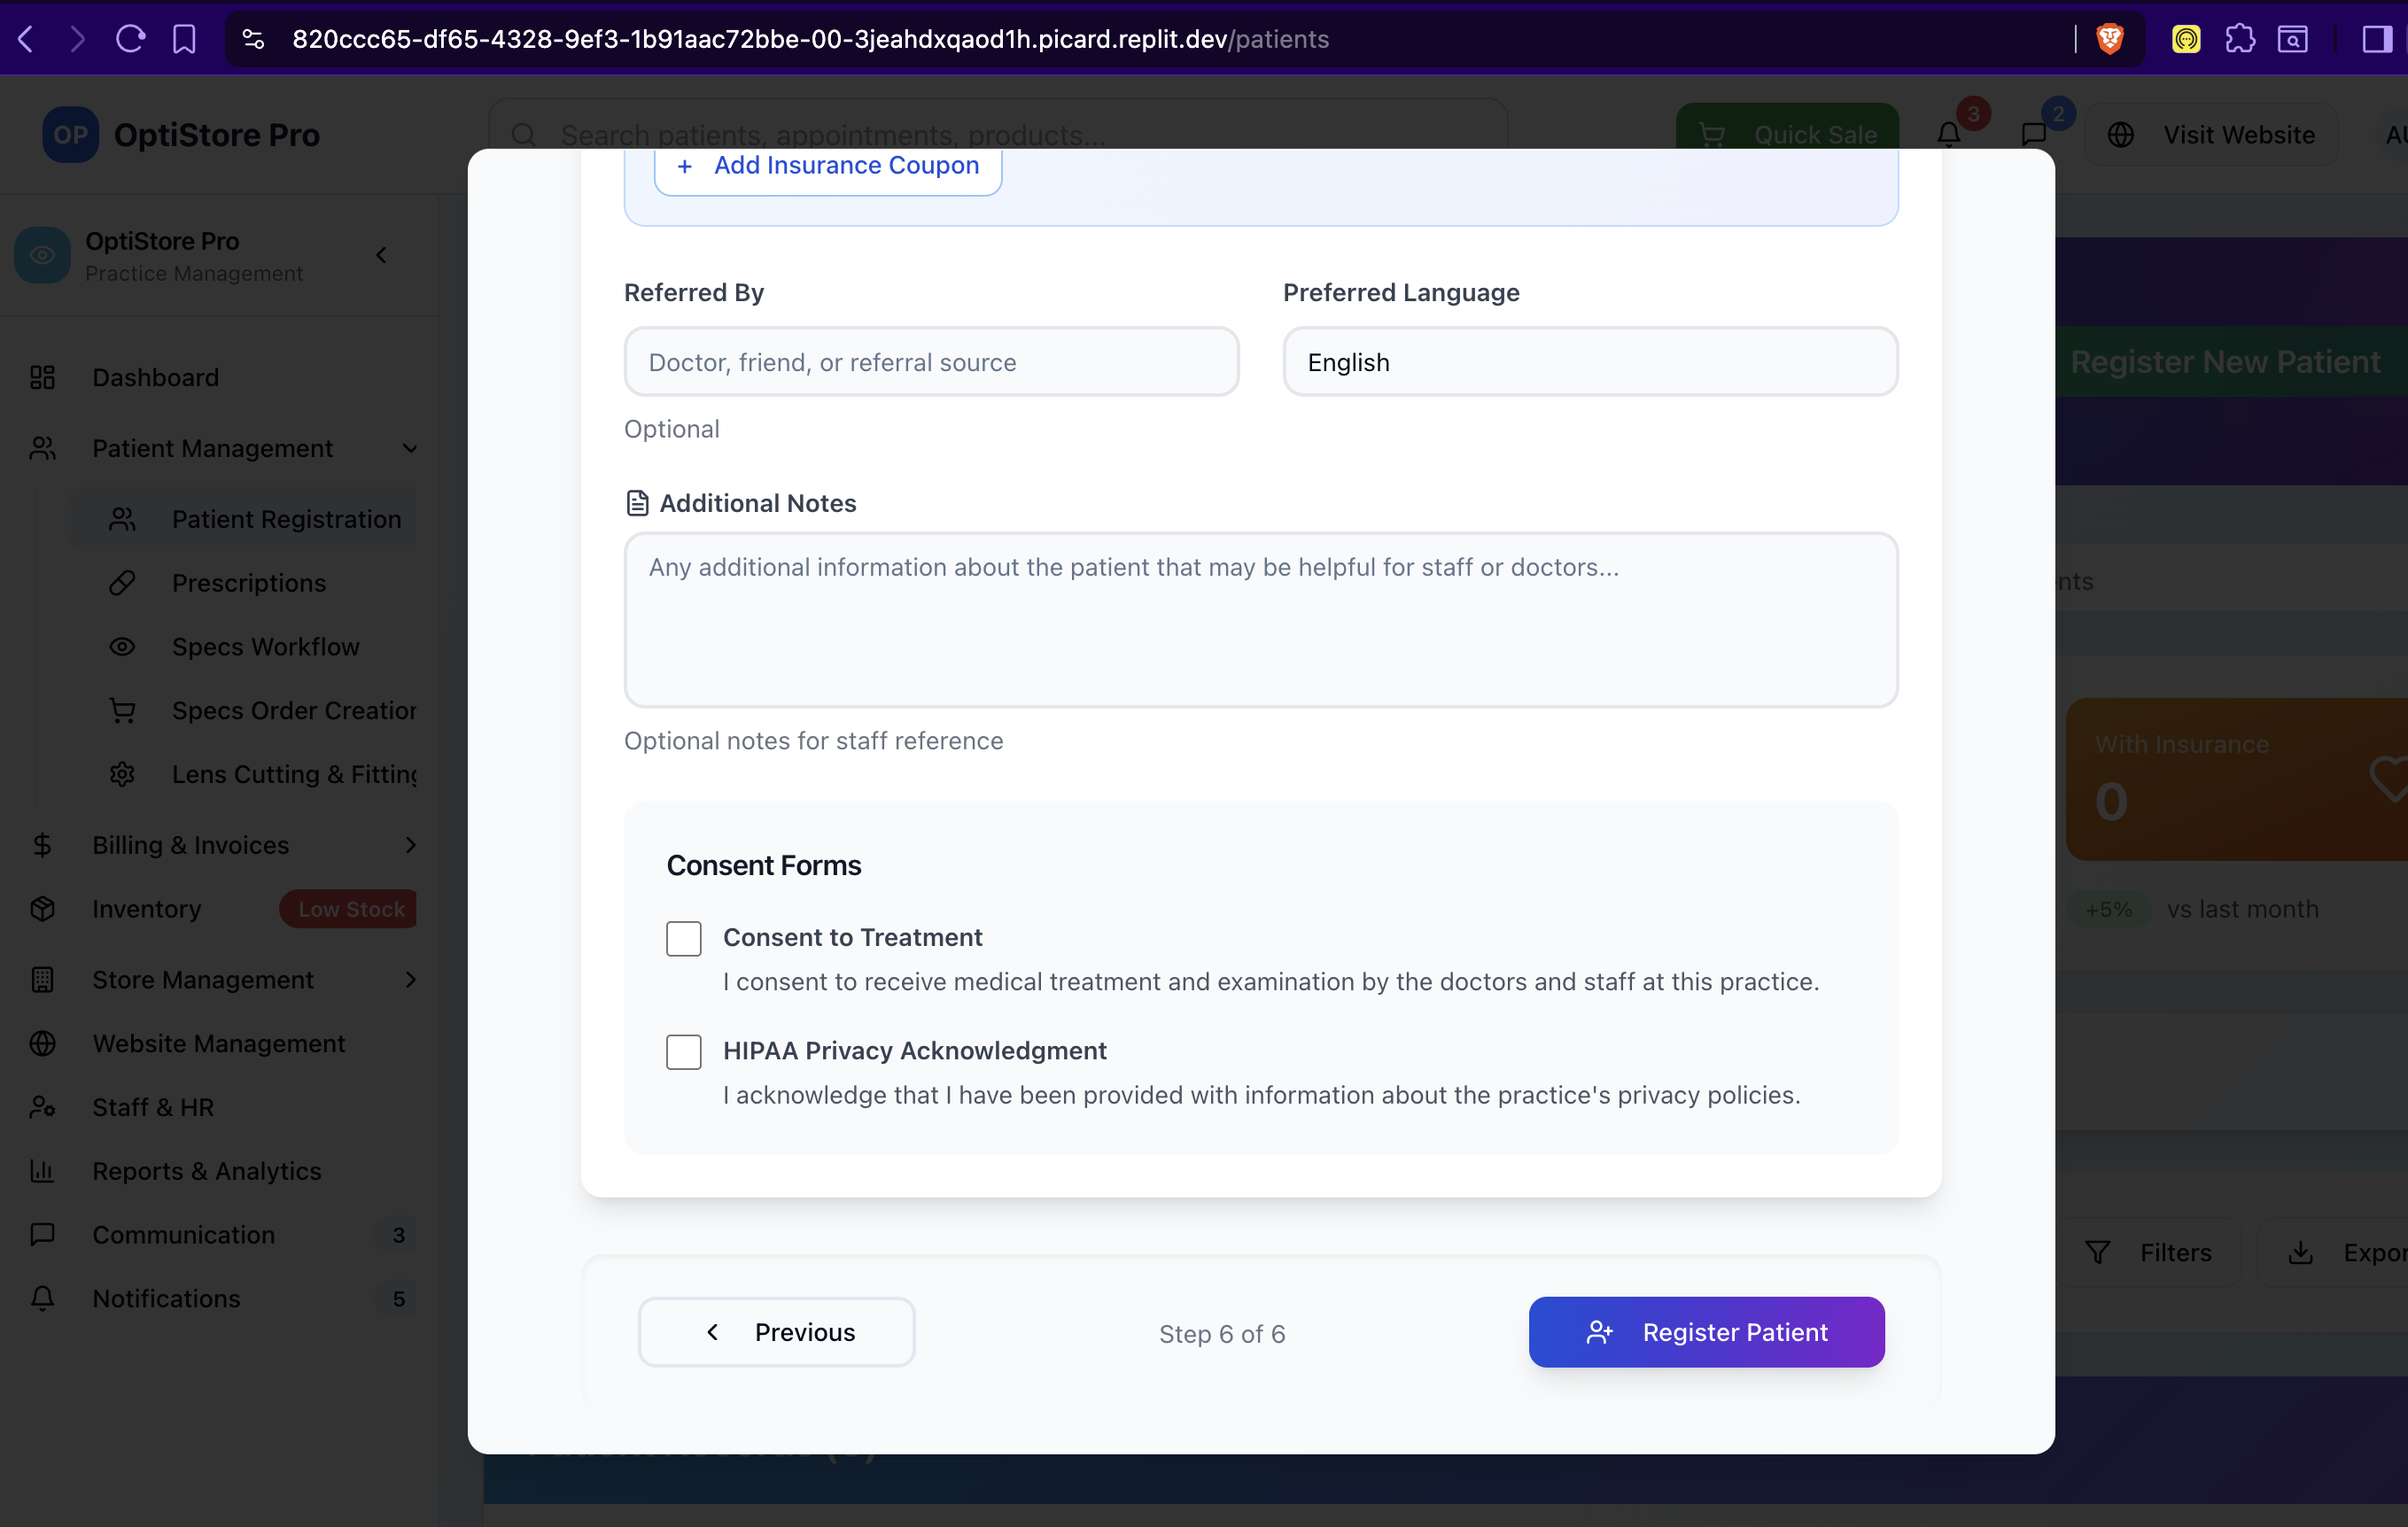 820ccc65-df65-4328-9ef3-1b91aac72bbe-00-3jeahdxqaod1h.picard.replit.dev/patients
OP OptiStore Pro
Search patients, appointments, products...
Quick Sale
3
2
Visit Website
OptiStore Pro
Practice Management
Dashboard
Patient Management
Patient Registration
Prescriptions
Specs Workflow
Specs Order Creation
Lens Cutting & Fitting
Billing & Invoices
Inventory Low Stock
Store Management
Website Management
Staff & HR
Reports & Analytics
Communication 3
Notifications 5
+ Add Insurance Coupon
Referred By
Doctor, friend, or referral source
Optional
Preferred Language
English
Additional Notes
Any additional information about the patient that may be helpful for staff or doctors...
Optional notes for staff reference
Consent Forms
Consent to Treatment
I consent to receive medical treatment and examination by the doctors and staff at this practice.
HIPAA Privacy Acknowledgment
I acknowledge that I have been provided with information about the practice's privacy policies.
Previous
Step 6 of 6
Register Patient
Register New Patient
With Insurance
0
+5% vs last month
Filters